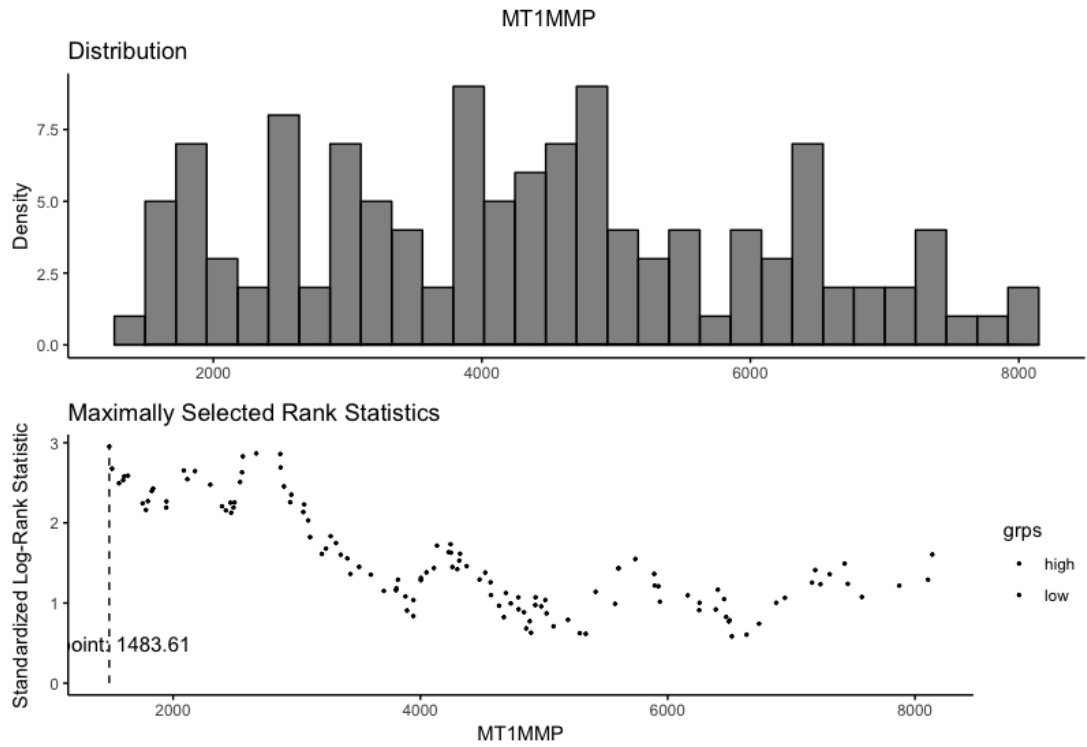 MT1MMP
Distribution
Density
7.5
5.0
2.5
0.0
2000 4000 6000 8000
Maximally Selected Rank Statistics
Standardized Log-Rank Statistic
3
2
1
0
oint: 1483.61
2000 4000 6000 8000
MT1MMP
grps
high
low